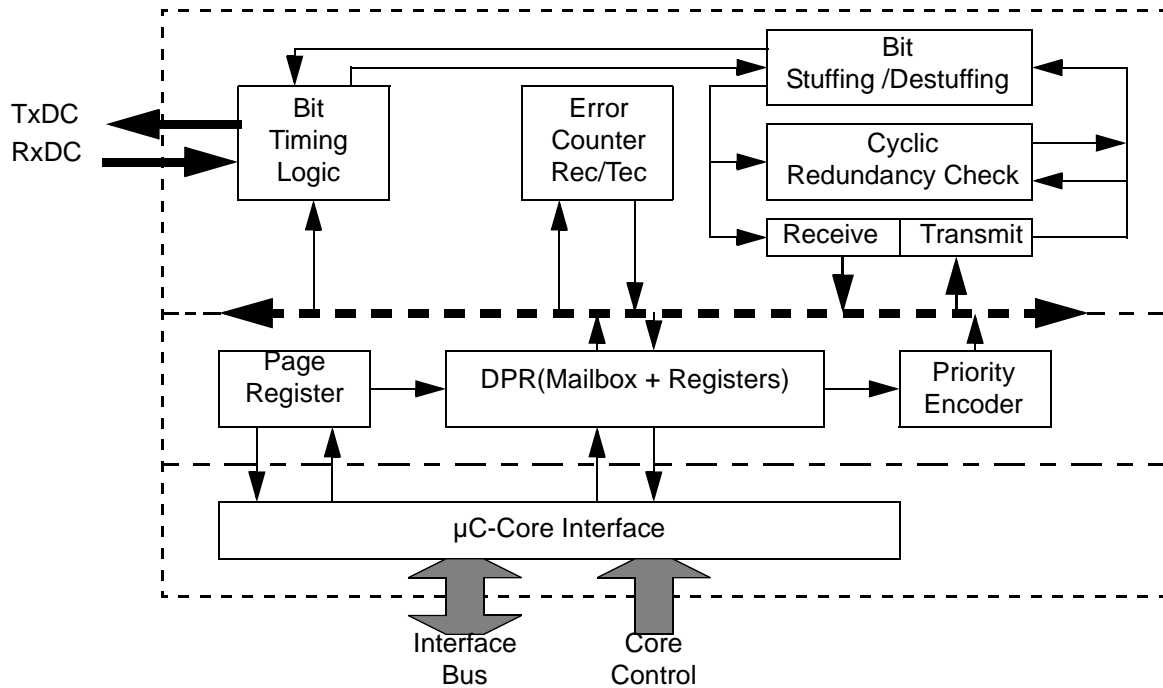 Bit
Stuffing /Destuffing
TxDC
RxDC
Bit
Timing
Logic
Error
Counter
Rec/Tec
Cyclic
Redundancy Check
Receive
Transmit
Page
Register
DPR(Mailbox + Registers)
Priority
Encoder
µC-Core Interface
Interface
Bus
Core
Control